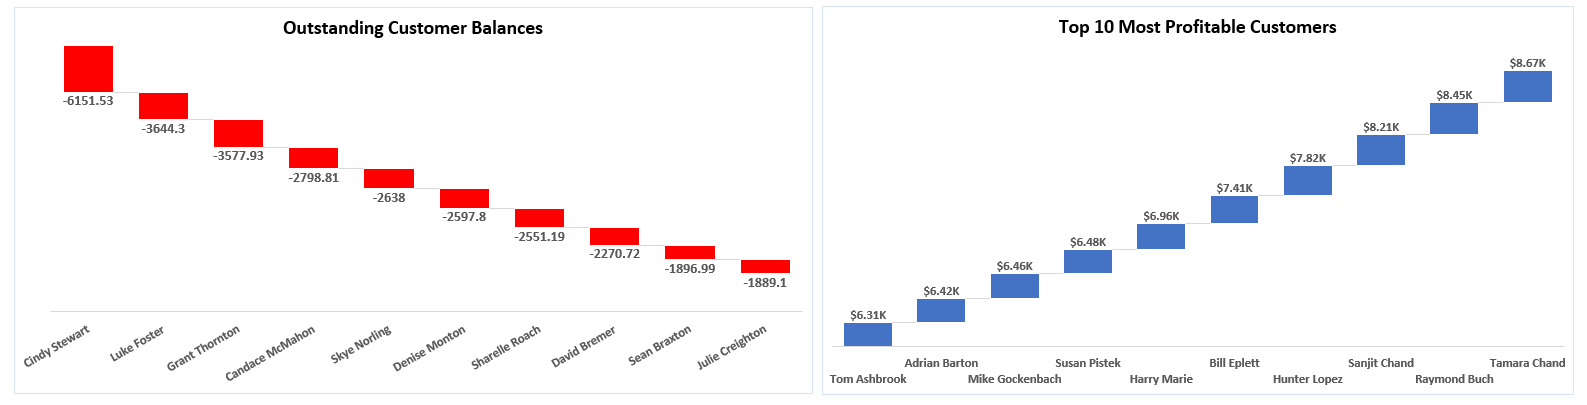 Outstanding Customer Balances
-6151.53
-3644.3
-3577.93
-2798.81
-2638
-2597.8
-2551.19
-2270.72
-1896.99
-1889.1
Cindy Stewart
Luke Foster
Grant Thornton
Candace McMahon
Skye Norling
Denise Monton
Sharelle Roach
David Bremer
Sean Braxton
Julie Creighton
Top 10 Most Profitable Customers
$6.31K
$6.42K
$6.46K
$6.48K
$6.96K
$7.41K
$7.82K
$8.21K
$8.45K
$8.67K
Tom Ashbrook
Adrian Barton
Mike Gockenbach
Susan Pistek
Harry Marie
Bill Eplett
Hunter Lopez
Sanjit Chand
Raymond Buch
Tamara Chand